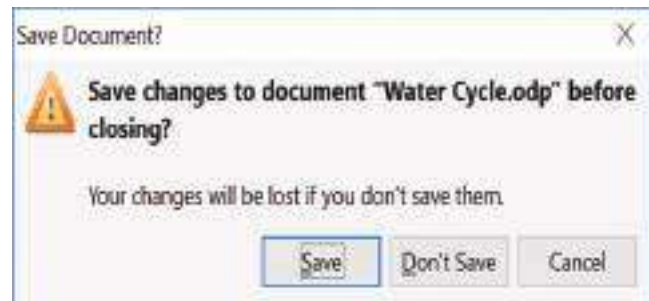 Save Document?
Save changes to document "Water Cycle.odp" before
closing?
Your changes will be lost if you don't save them.
Save
Don't Save
Cancel